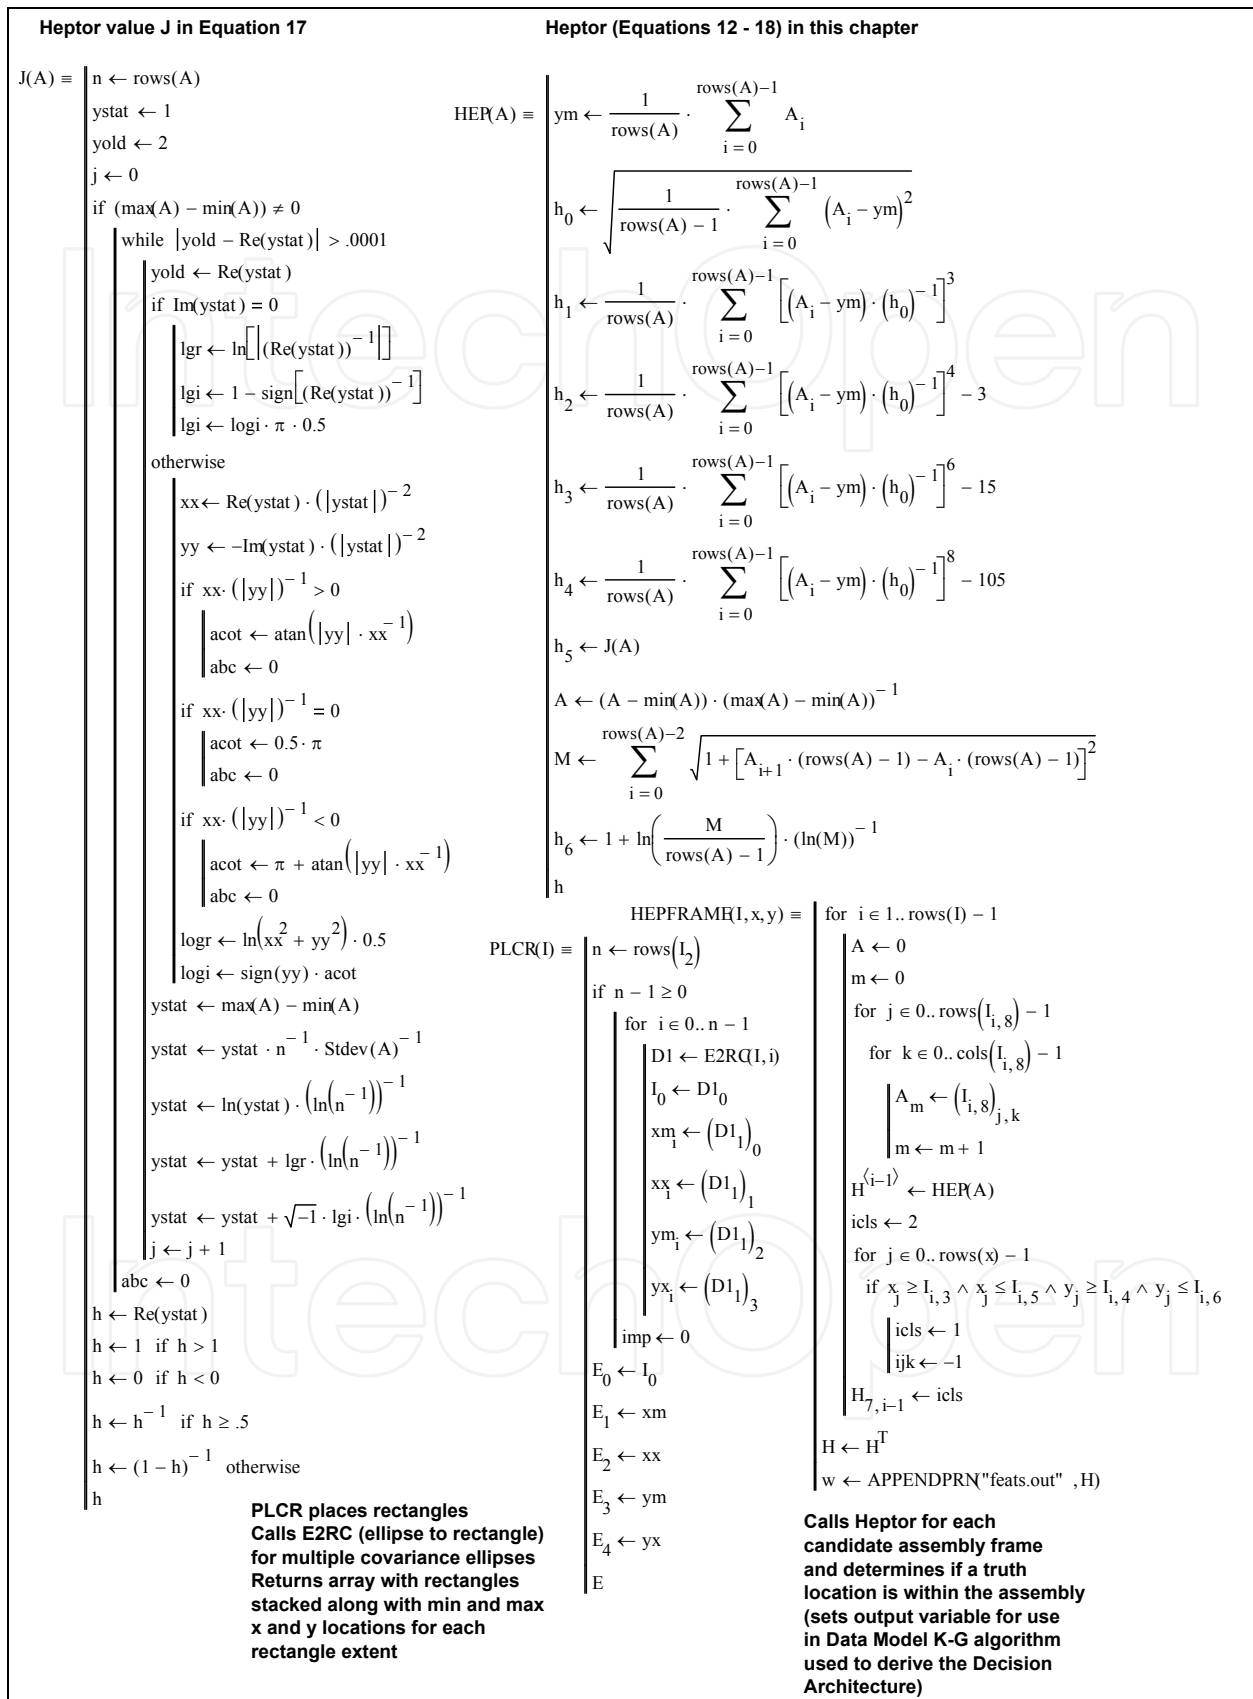 Heptor value J in Equation 17
J(A) ≡ n ← rows(A)
ystat ← 1
yold ← 2
j ← 0
if (max(A) − min(A)) ≠ 0
while |yold − Re(ystat)| > .0001
yold ← Re(ystat)
if Im(ystat) = 0
lgr ← ln[|(Re(ystat))^−1|]
lgi ← 1 − sign[(Re(ystat))^−1]
lgi ← logi · π · 0.5
otherwise
xx ← Re(ystat) · (|ystat|)^−2
yy ← −Im(ystat) · (|ystat|)^−2
if xx · (|yy|)^−1 > 0
acot ← atan(|yy| · xx^−1)
abc ← 0
if xx · (|yy|)^−1 = 0
acot ← 0.5 · π
abc ← 0
if xx · (|yy|)^−1 < 0
acot ← π + atan(|yy| · xx^−1)
abc ← 0
logr ← ln(xx^2 + yy^2) · 0.5
logi ← sign(yy) · acot
ystat ← max(A) − min(A)
ystat ← ystat · n^−1 · Stdev(A)^−1
ystat ← ln(ystat) · (ln(n^−1))^−1
ystat ← ystat + lgr · (ln(n^−1))^−1
ystat ← ystat + √−1 · lgi · (ln(n^−1))^−1
j ← j + 1
abc ← 0
h ← Re(ystat)
h ← 1 if h > 1
h ← 0 if h < 0
h ← h^−1 if h ≥ .5
h ← (1 − h)^−1 otherwise
h
Heptor (Equations 12 - 18) in this chapter
HEP(A) ≡ ym ← 1/rows(A) · ∑_{i = 0}^{rows(A)−1} A_i
h_0 ← √(1/(rows(A) − 1) · ∑_{i = 0}^{rows(A)−1} (A_i − ym)^2)
h_1 ← 1/rows(A) · ∑_{i = 0}^{rows(A)−1} [(A_i − ym) · (h_0)^−1]^3
h_2 ← 1/rows(A) · ∑_{i = 0}^{rows(A)−1} [(A_i − ym) · (h_0)^−1]^4 − 3
h_3 ← 1/rows(A) · ∑_{i = 0}^{rows(A)−1} [(A_i − ym) · (h_0)^−1]^6 − 15
h_4 ← 1/rows(A) · ∑_{i = 0}^{rows(A)−1} [(A_i − ym) · (h_0)^−1]^8 − 105
h_5 ← J(A)
A ← (A − min(A)) · (max(A) − min(A))^−1
M ← ∑_{i = 0}^{rows(A)−2} √(1 + [A_{i+1} · (rows(A) − 1) − A_i · (rows(A) − 1)]^2)
h_6 ← 1 + ln(M/(rows(A) − 1)) · (ln(M))^−1
h
PLCR(I) ≡ n ← rows(I_2)
if n − 1 ≥ 0
for i ∈ 0.. n − 1
D1 ← E2RC(I, i)
I_0 ← D1_0
xm_i ← (D1_1)_0
xx_i ← (D1_1)_1
ym_i ← (D1_1)_2
yx_i ← (D1_1)_3
imp ← 0
E_0 ← I_0
E_1 ← xm
E_2 ← xx
E_3 ← ym
E_4 ← yx
E
PLCR places rectangles
Calls E2RC (ellipse to rectangle)
for multiple covariance ellipses
Returns array with rectangles
stacked along with min and max
x and y locations for each
rectangle extent
HEPFRAME(I, x, y) ≡ for i ∈ 1.. rows(I) − 1
A ← 0
m ← 0
for j ∈ 0.. rows(I_{i, 8}) − 1
for k ∈ 0.. cols(I_{i, 8}) − 1
A_m ← (I_{i, 8})_{j, k}
m ← m + 1
H^⟨i−1⟩ ← HEP(A)
icls ← 2
for j ∈ 0.. rows(x) − 1
if x_j ≥ I_{i, 3} ∧ x_j ≤ I_{i, 5} ∧ y_j ≥ I_{i, 4} ∧ y_j ≤ I_{i, 6}
icls ← 1
ijk ← −1
H_{7, i−1} ← icls
H ← H^T
w ← APPENDPRN("feats.out" , H)
Calls Heptor for each
candidate assembly frame
and determines if a truth
location is within the assembly
(sets output variable for use
in Data Model K-G algorithm
used to derive the Decision
Architecture)
IntechOpen
IntechOpen